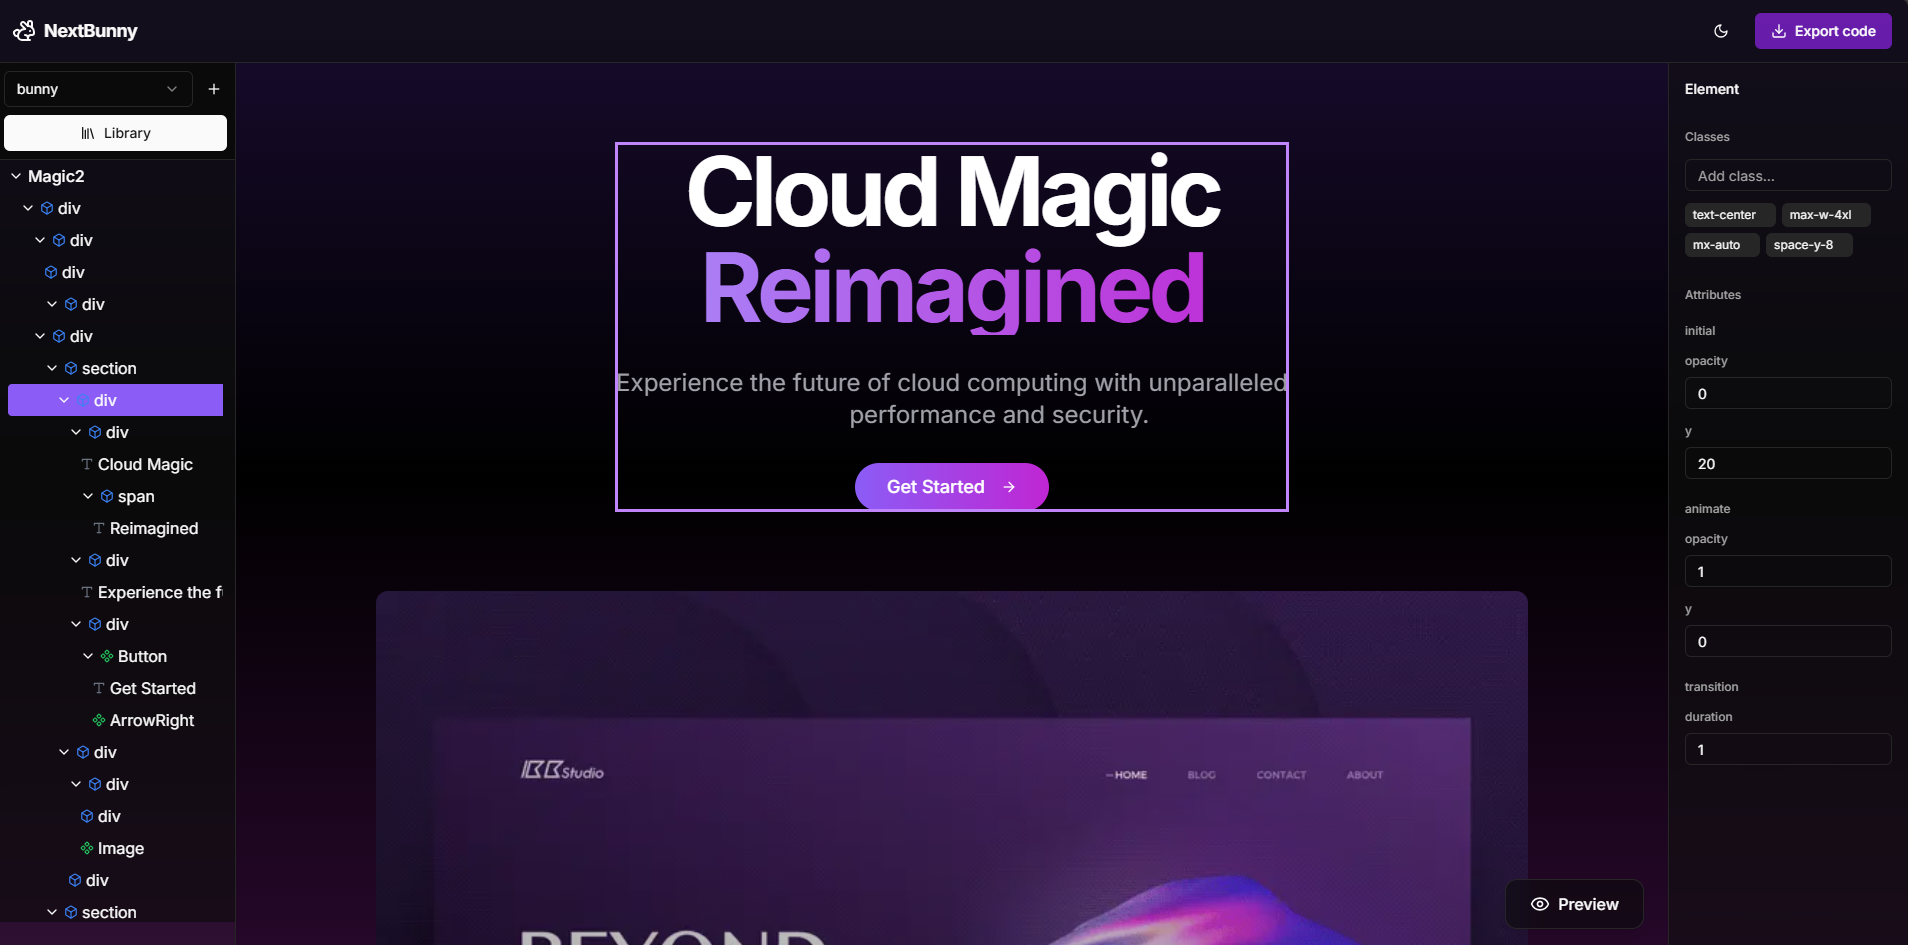 NextBunny
Export code
bunny
Library
Magic2
div
div
div
div
div
section
div
div
Cloud Magic
span
Reimagined
div
Experience the f
div
Button
Get Started
ArrowRight
div
div
div
Image
div
section
Cloud Magic
Reimagined
Experience the future of cloud computing with unparalleled
performance and security.
Get Started
Studio
HOME BLOG CONTACT ABOUT
BEYOND
Preview
Element
Classes
Add class...
text-center max-w-4xl
mx-auto space-y-8
Attributes
initial
opacity
0
y
20
animate
opacity
1
y
0
transition
duration
1